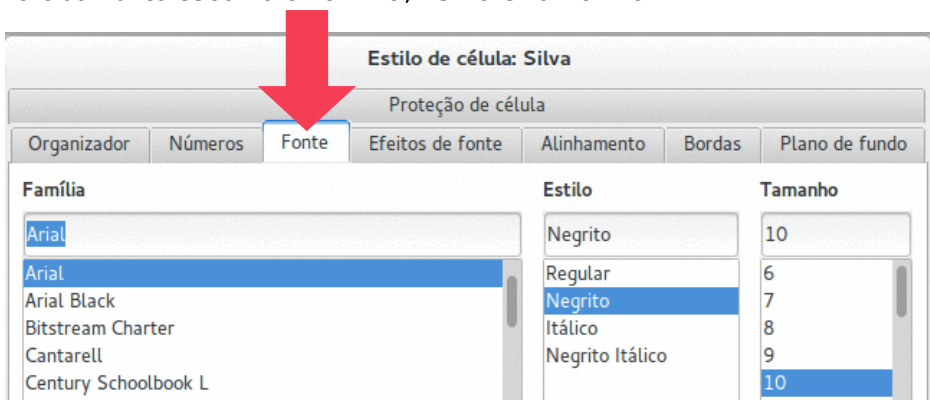 Estilo de célula: Silva
Proteção de célula
Organizador Números Fonte Efeitos de fonte Alinhamento Bordas Plano de fundo
Família Estilo Tamanho
Arial Negrito 10
Arial Regular 6
Arial Black Negrito 7
Bitstream Charter Itálico 8
Cantarell Negrito Itálico 9
Century Schoolbook L 10